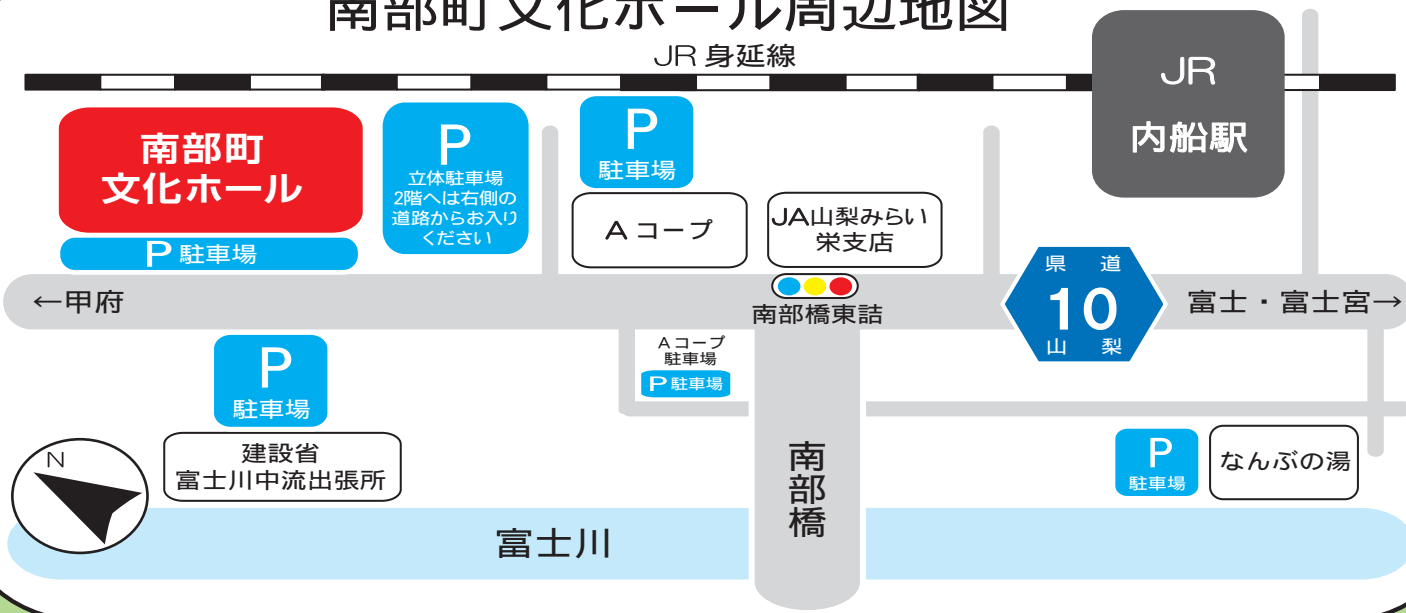 南部町文化ホール周辺地図
JR 身延線
JR
内船駅
南部町
文化ホール
P 駐車場
P
立体駐車場
2階へは右側の
道路からお入り
ください
P
駐車場
Aコープ
JA山梨みらい
栄支店
←甲府
南部橋東詰
県 道
10
山 梨
富士・富士宮→
Aコープ
駐車場
P 駐車場
P
駐車場
建設省
富士川中流出張所
N
南部橋
P
駐車場
なんぶの湯
富士川